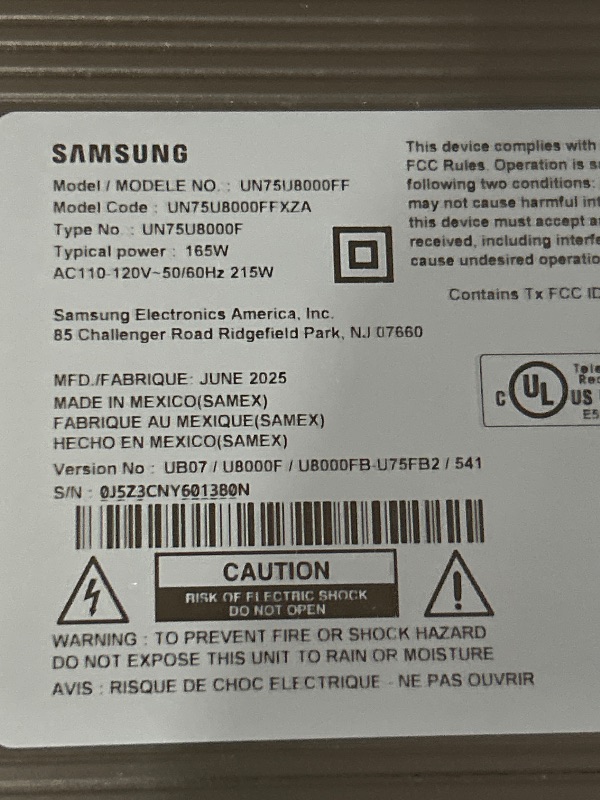 SAMSUNG
Model / MODELE NO. : UN75U8000FF
Model Code : UN75U8000FFXZA
Type No. : UN75U8000F
Typical power : 165W
AC110-120V~50/60Hz 215W
This device complies with
FCC Rules. Operation is
following two conditions:
may not cause harmful
this device must accept
received, including
cause undesired
Contains Tx FCC ID
Samsung Electronics America, Inc.
85 Challenger Road Ridgefield Park, NJ 07660
MFD./FABRIQUE: JUNE 2025
MADE IN MEXICO(SAMEX)
FABRIQUE AU MEXIQUE(SAMEX)
HECHO EN MEXICO(SAMEX)
C UL US
Version No : UB07 / U8000F / U8000FB-U75FB2 / 541
S/N : 0J5Z3CNY601380N
CAUTION
RISK OF ELECTRIC SHOCK
DO NOT OPEN
WARNING : TO PREVENT FIRE OR SHOCK HAZARD
DO NOT EXPOSE THIS UNIT TO RAIN OR MOISTURE
AVIS : RISQUE DE CHOC ELECTRIQUE - NE PAS OUVRIR